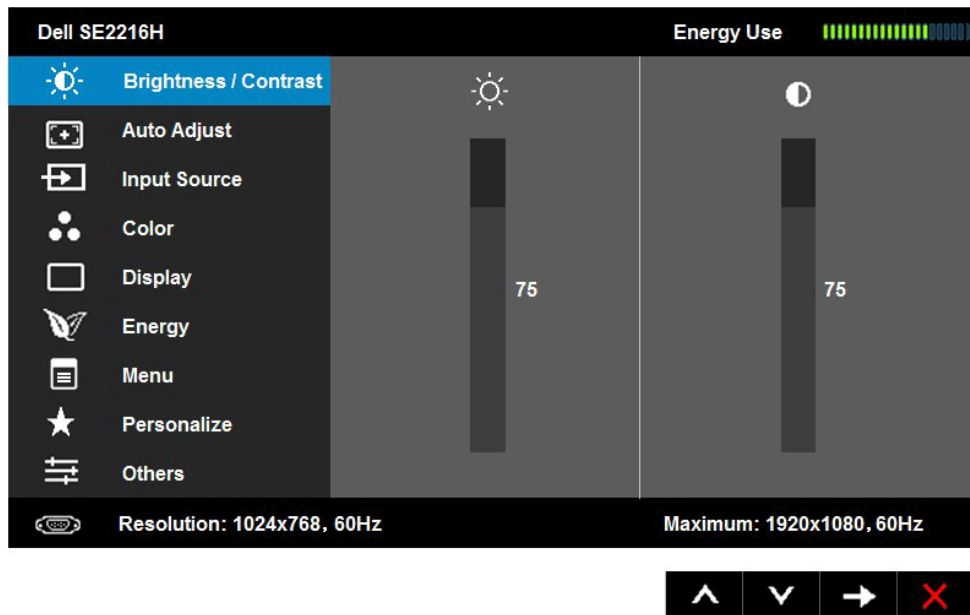 Dell SE2216H Energy Use
Brightness / Contrast
Auto Adjust
Input Source
Color
Display
75 75
Energy
Menu
Personalize
Others
Resolution: 1024x768, 60Hz Maximum: 1920x1080, 60Hz